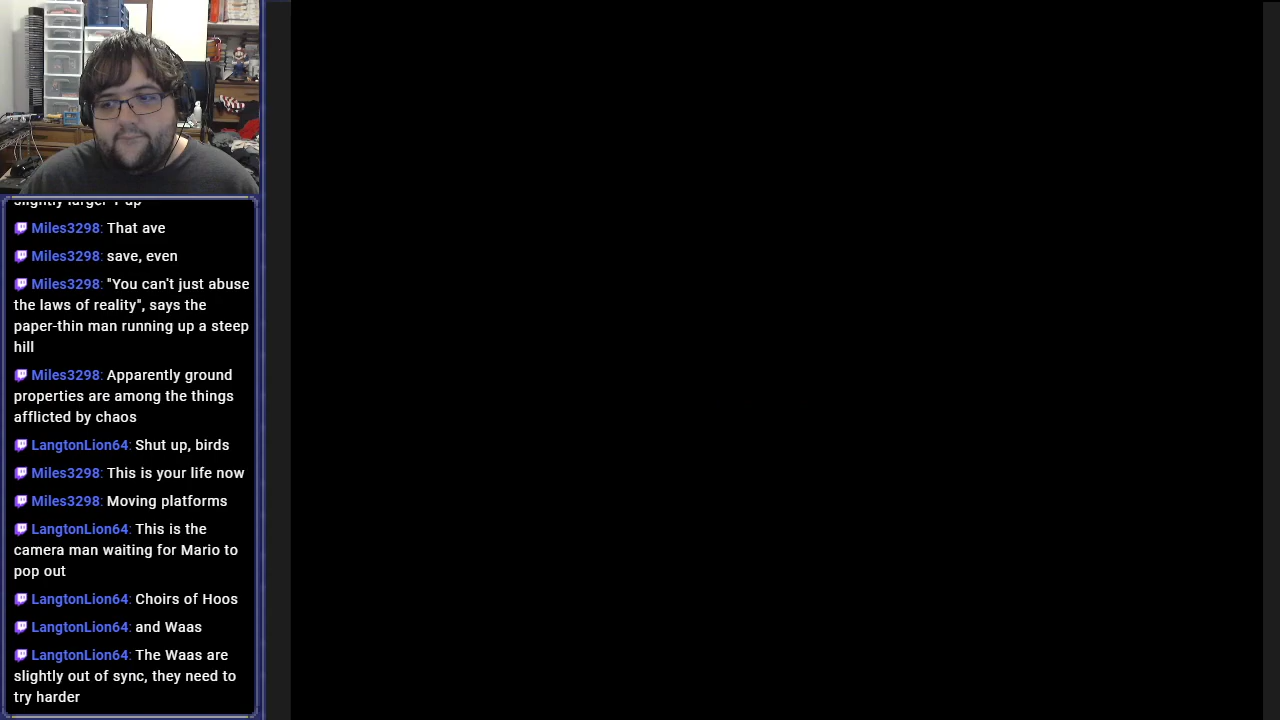 Miles3298: That ave
Miles3298: save, even
Miles3298: "You can't just abuse
the laws of reality", says the
paper-thin man running up a steep
hill
Miles3298: Apparently ground
properties are among the things
afflicted by chaos
LangtonLion64: Shut up, birds
Miles3298: This is your life now
Miles3298: Moving platforms
LangtonLion64: This is the
camera man waiting for Mario to
pop out
LangtonLion64: Choirs of Hoos
LangtonLion64: and Waas
LangtonLion64: The Waas are
slightly out of sync, they need to
try harder